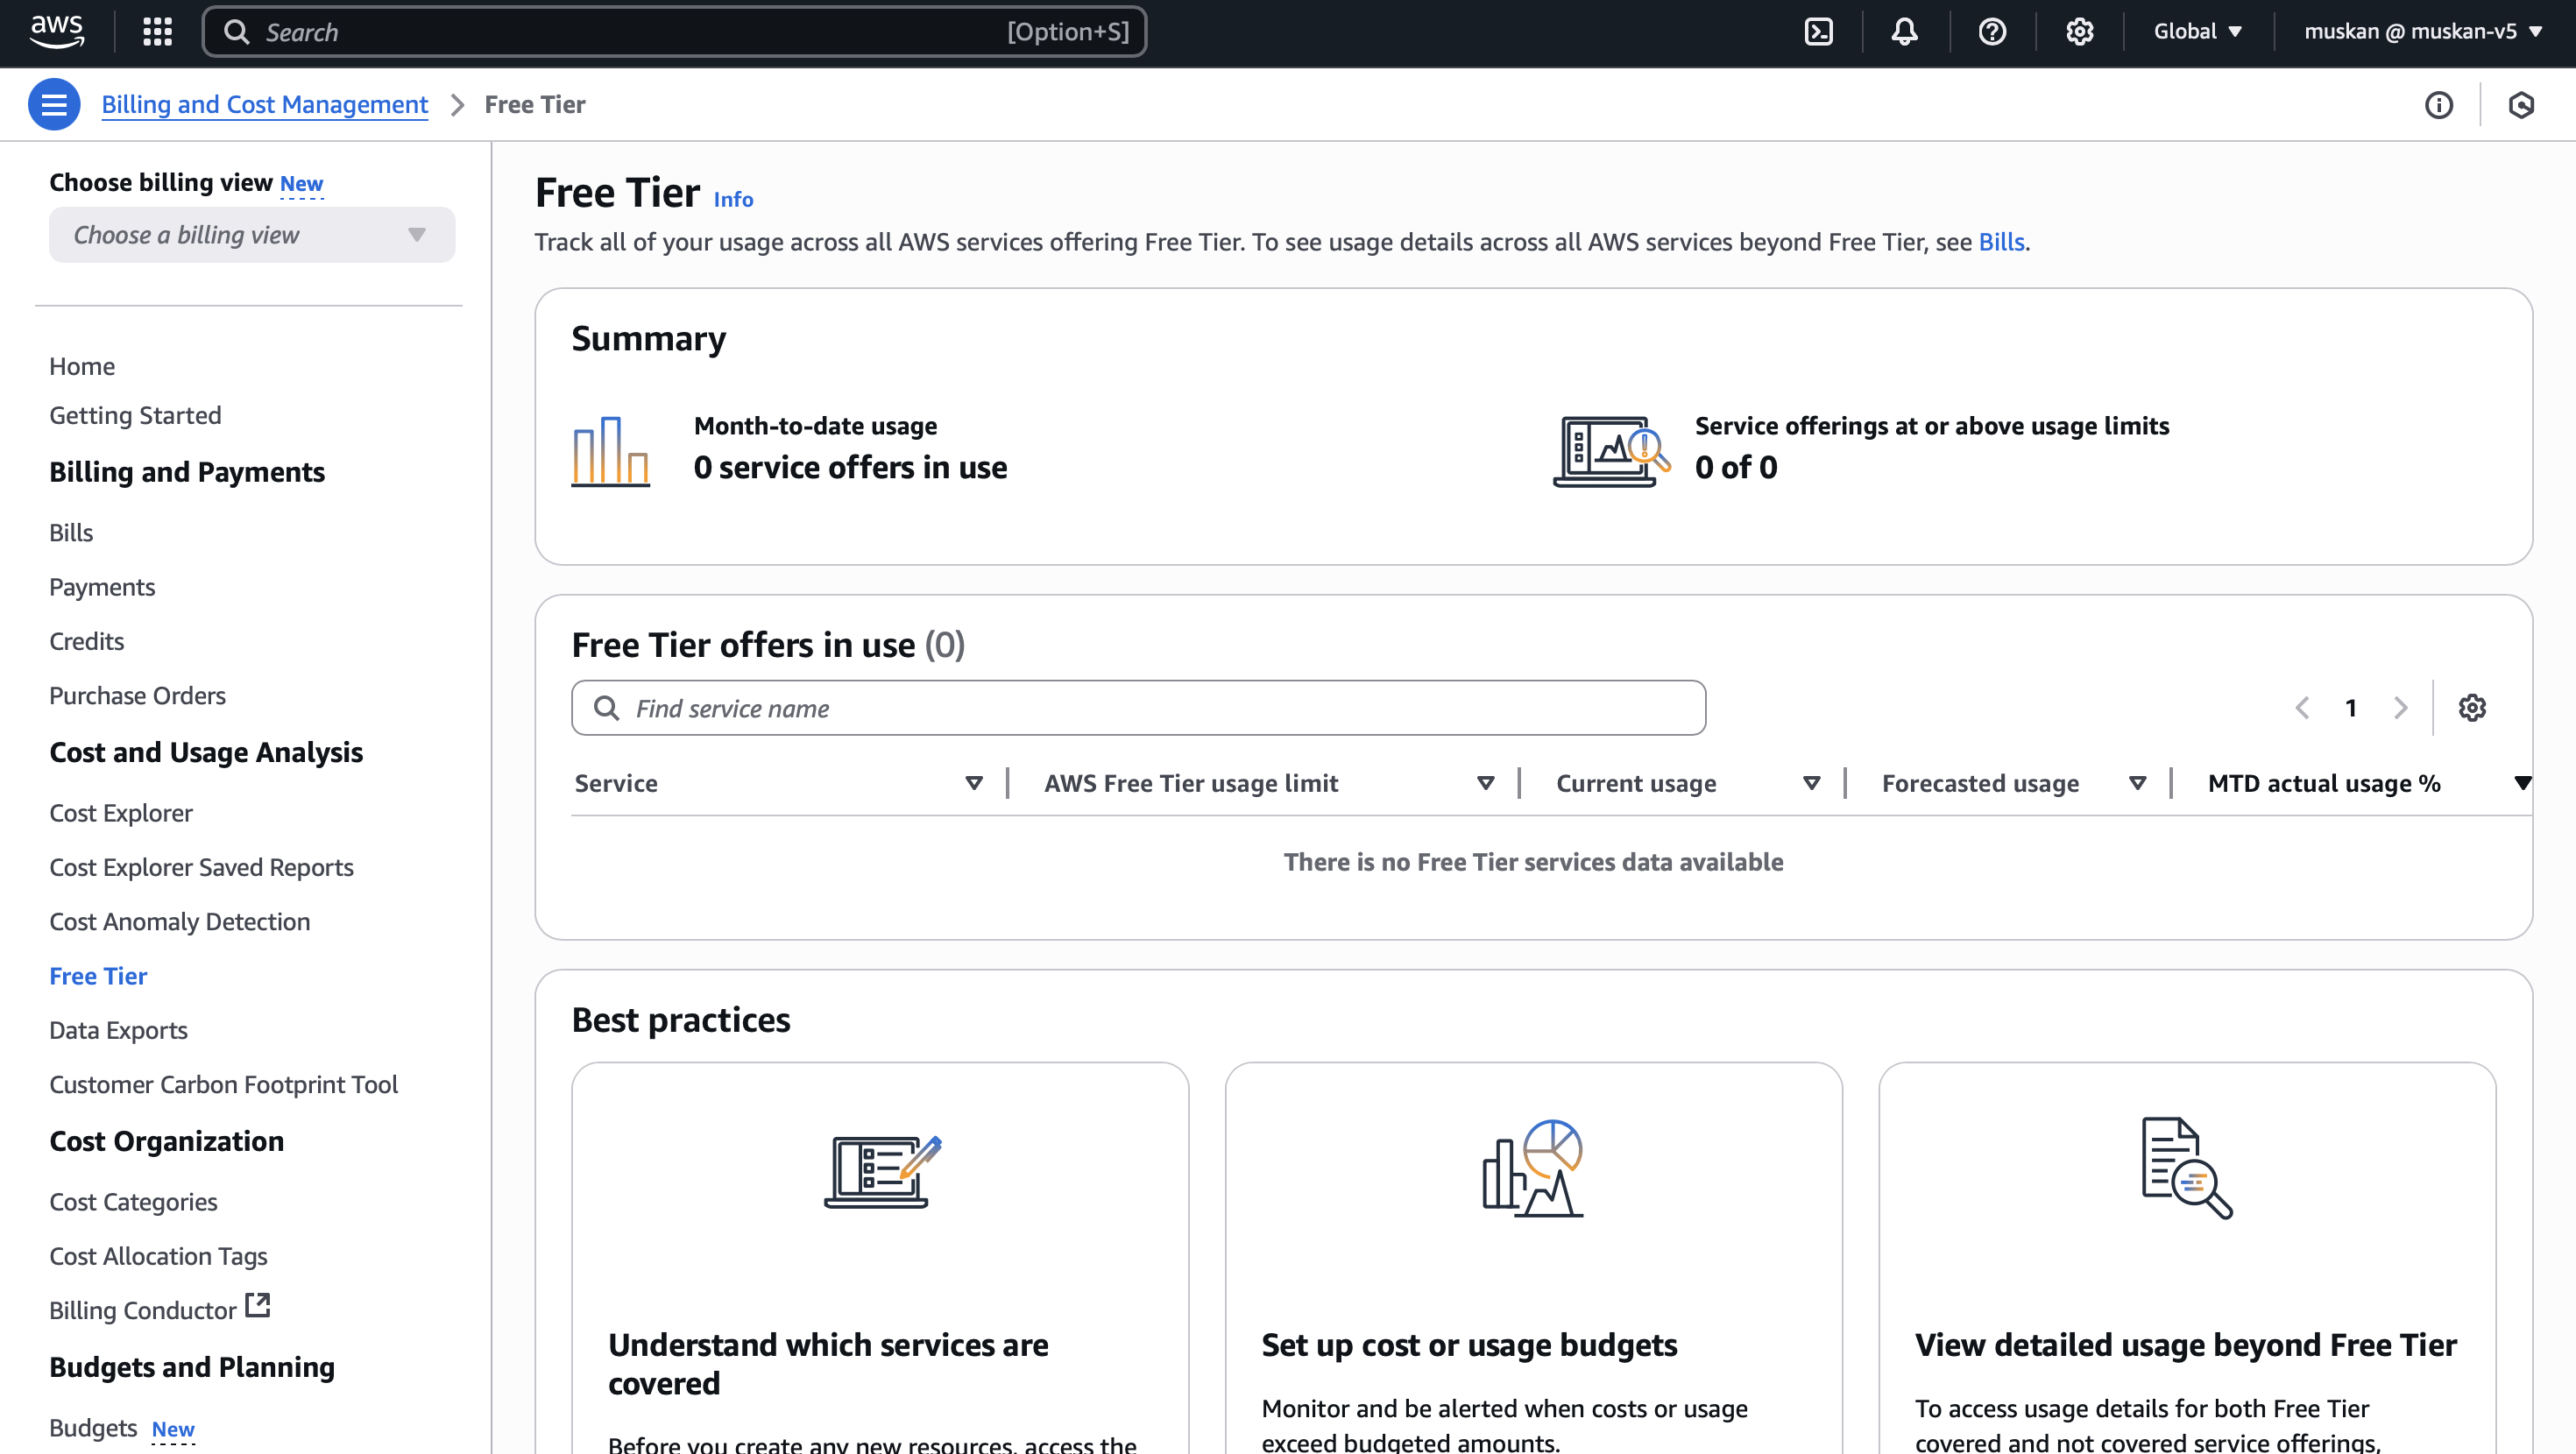 aws
Search
[Option+S]
Global
muskan @ muskan-v5
Billing and Cost Management
Free Tier
Choose billing view New
Choose a billing view
Home
Getting Started
Billing and Payments
Bills
Payments
Credits
Purchase Orders
Cost and Usage Analysis
Cost Explorer
Cost Explorer Saved Reports
Cost Anomaly Detection
Free Tier
Data Exports
Customer Carbon Footprint Tool
Cost Organization
Cost Categories
Cost Allocation Tags
Billing Conductor
Budgets and Planning
Budgets New
Free Tier Info
Track all of your usage across all AWS services offering Free Tier. To see usage details across all AWS services beyond Free Tier, see Bills.
Summary
Month-to-date usage
0 service offers in use
Service offerings at or above usage limits
0 of 0
Free Tier offers in use (0)
Find service name
1
Service
AWS Free Tier usage limit
Current usage
Forecasted usage
MTD actual usage %
There is no Free Tier services data available
Best practices
Understand which services are
covered
Before you create any new resources, access the
Set up cost or usage budgets
Monitor and be alerted when costs or usage
exceed budgeted amounts.
View detailed usage beyond Free Tier
To access usage details for both Free Tier
covered and not covered service offerings,